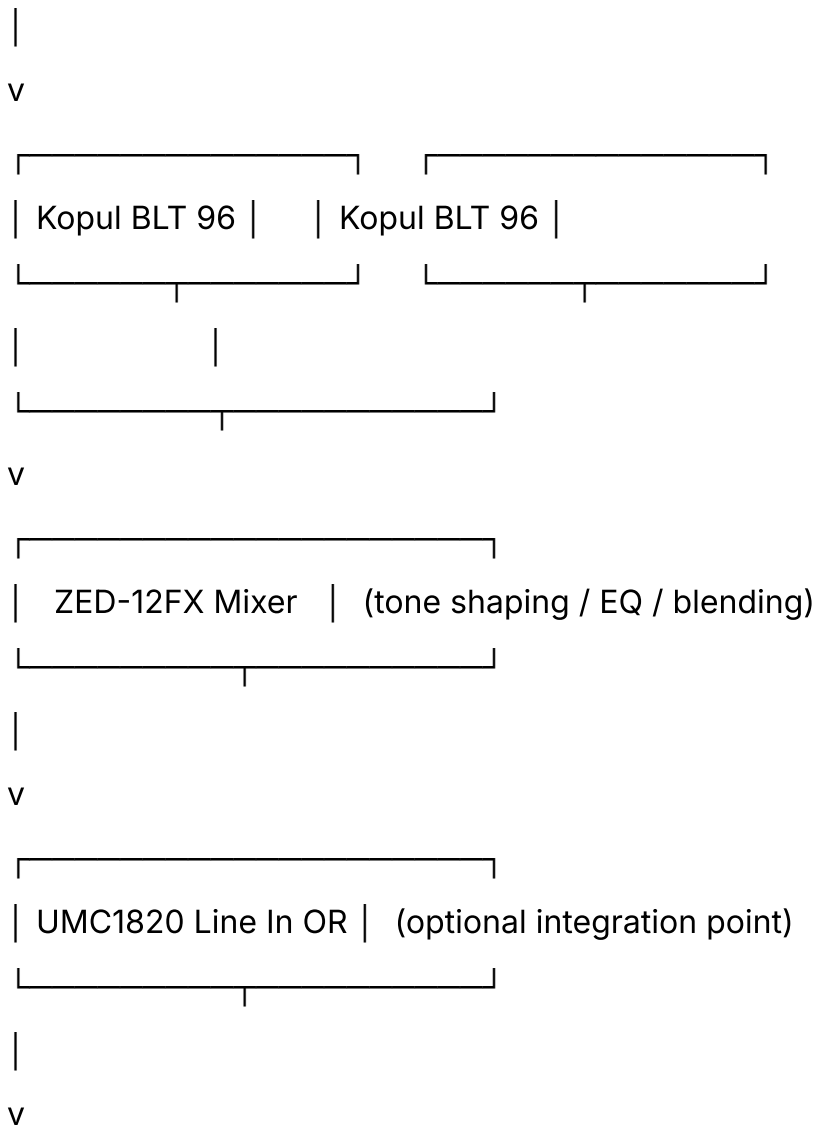 │
v
┌─────────────────┐ ┌─────────────────┐
│ Kopul BLT 96 │ │ Kopul BLT 96 │
└────────┬────────┘ └────────┬────────┘
│ │
└──────────┬─────────────┘
v
┌────────────────────────┐
│ ZED-12FX Mixer │ (tone shaping / EQ / blending)
└───────────┬────────────┘
│
v
┌────────────────────────┐
│ UMC1820 Line In OR │ (optional integration point)
└───────────┬────────────┘
│
v